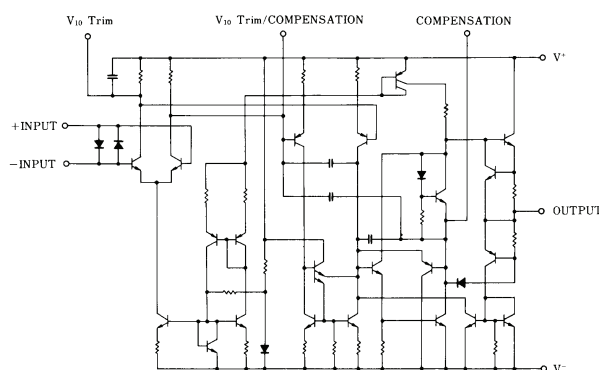 V₁₀ Trim
V₁₀ Trim/COMPENSATION
COMPENSATION
V⁺
+INPUT
−INPUT
OUTPUT
V⁻